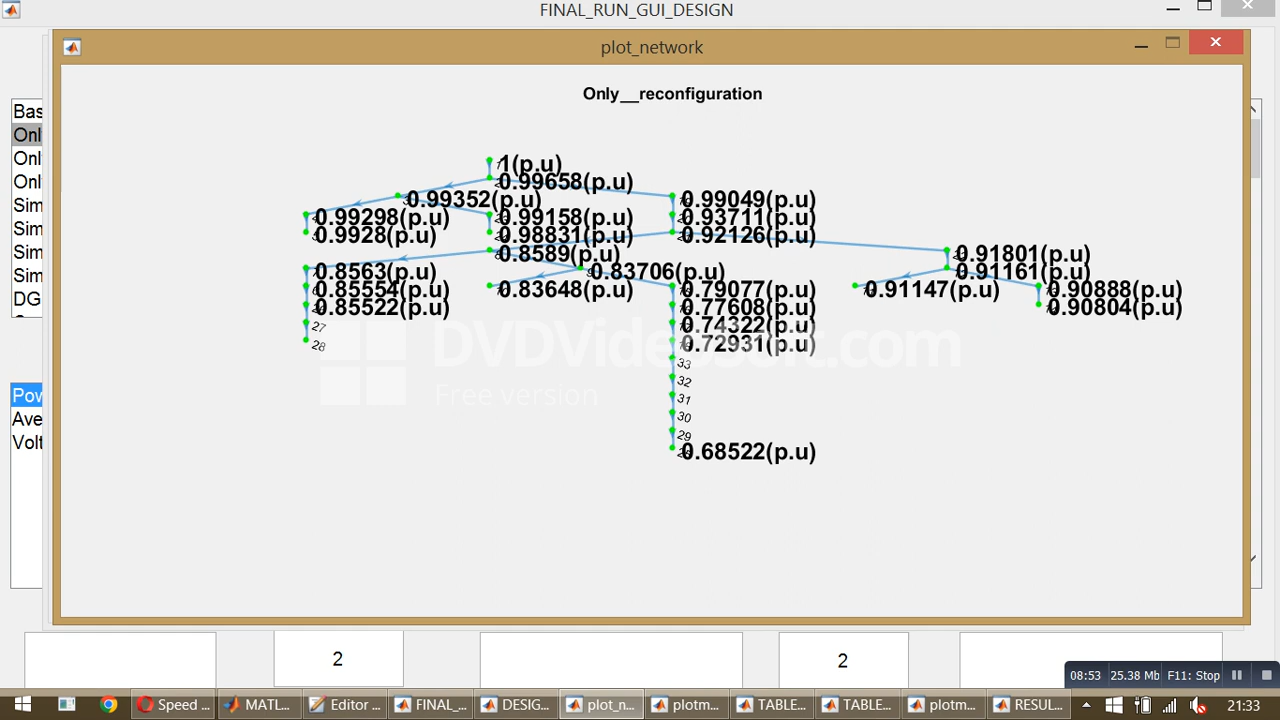 FINAL_RUN_GUI_DESIGN
plot_network
Only__reconfiguration
Bas
Onl
Onl
Onl
Sim
Sim
Sim
Sim
DG
1(p.u)
0.99658(p.u)
0.99352(p.u)
0.99049(p.u)
0.99298(p.u)
0.99158(p.u)
0.93711(p.u)
0.9928(p.u)
0.98831(p.u)
0.92126(p.u)
0.8589(p.u)
0.91801(p.u)
0.8563(p.u)
0.83706(p.u)
0.91161(p.u)
0.85554(p.u)
0.83648(p.u)
0.79077(p.u)
0.91147(p.u)
0.90888(p.u)
0.85522(p.u)
0.77608(p.u)
0.90804(p.u)
27
0.74322(p.u)
28
0.72931(p.u)
DVDVideoSoft.com
Free version
33
32
31
30
29
0.68522(p.u)
Pow
Ave
Volt
2
2
08:53 25.38 Mb F11: Stop
Speed ...
MATL...
Editor ...
FINAL_...
DESIG...
plot_n...
plotm...
TABLE...
TABLE...
plotm...
RESUL...
21:33